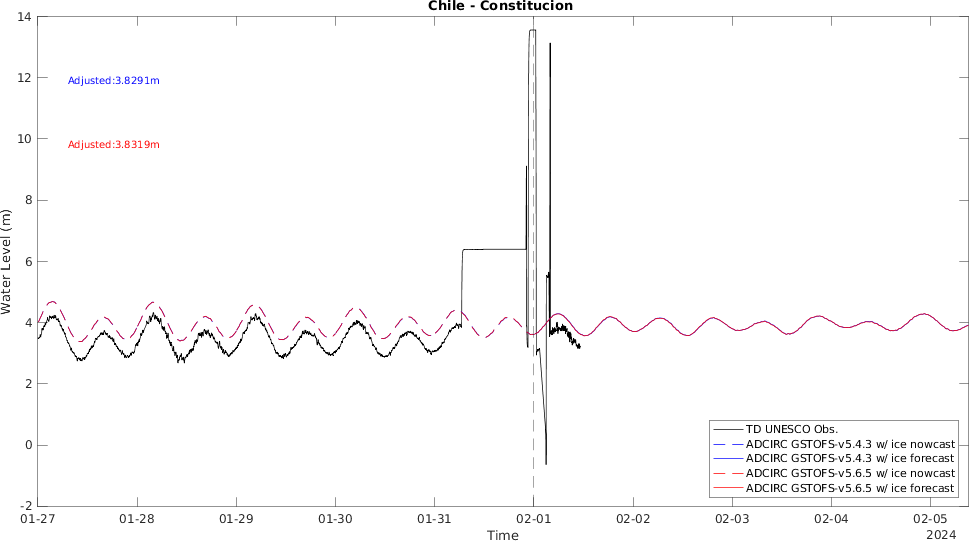 Chile - Constitucion
14
12
10
8
6
4
2
0
-2
Water Level (m)
Adjusted:3.8291m
Adjusted:3.8319m
TD UNESCO Obs.
ADCIRC GSTOFS-v5.4.3 w/ ice nowcast
ADCIRC GSTOFS-v5.4.3 w/ ice forecast
ADCIRC GSTOFS-v5.6.5 w/ ice nowcast
ADCIRC GSTOFS-v5.6.5 w/ ice forecast
01-27 01-28 01-29 01-30 01-31 02-01 02-02 02-03 02-04 02-05
Time
2024